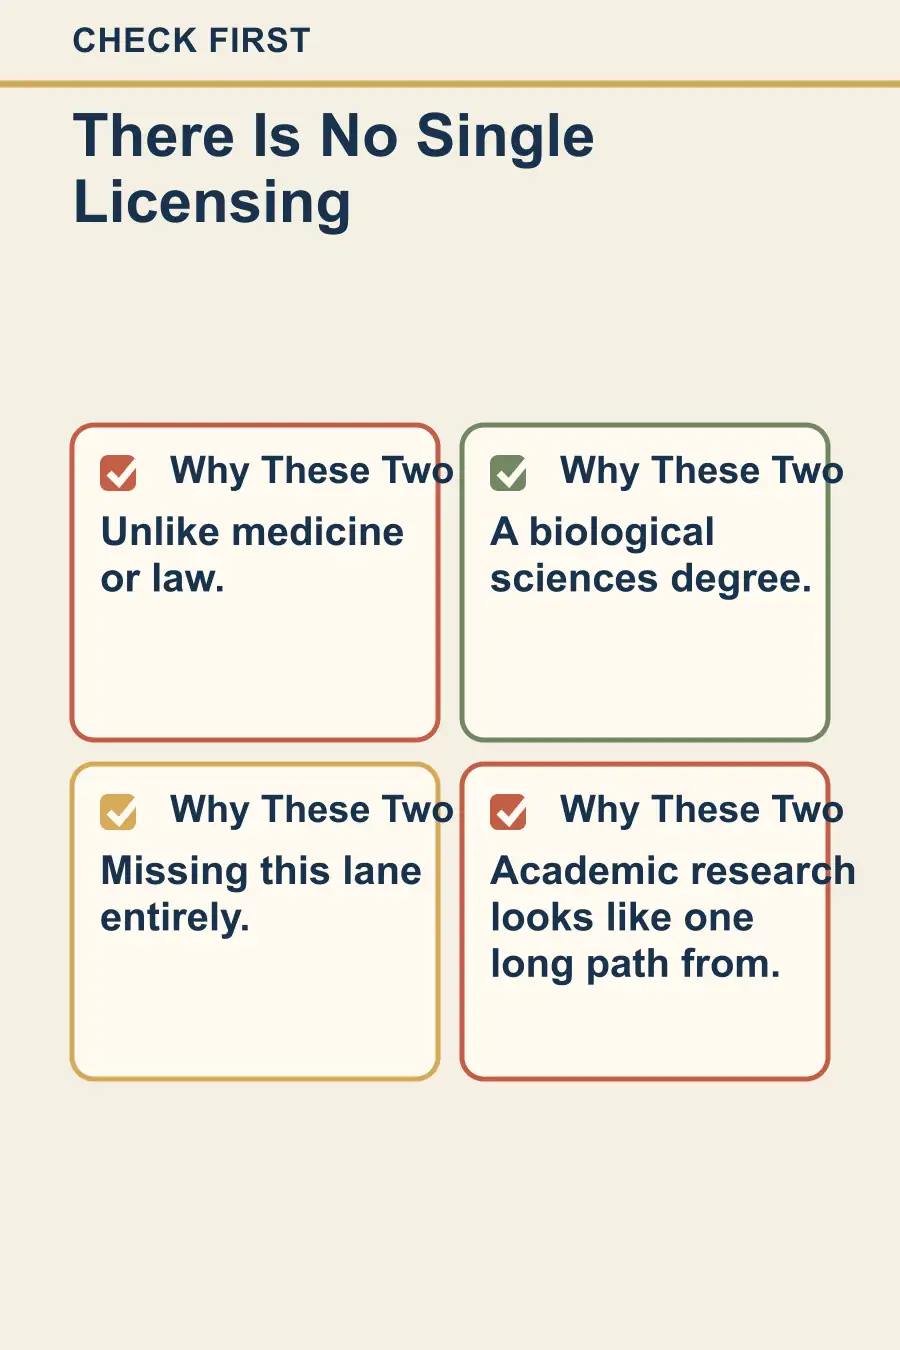 CHECK FIRST
There Is No Single
Licensing
Why These Two
Unlike medicine
or law.
Why These Two
A biological
sciences degree.
Why These Two
Missing this lane
entirely.
Why These Two
Academic research
looks like one
long path from.